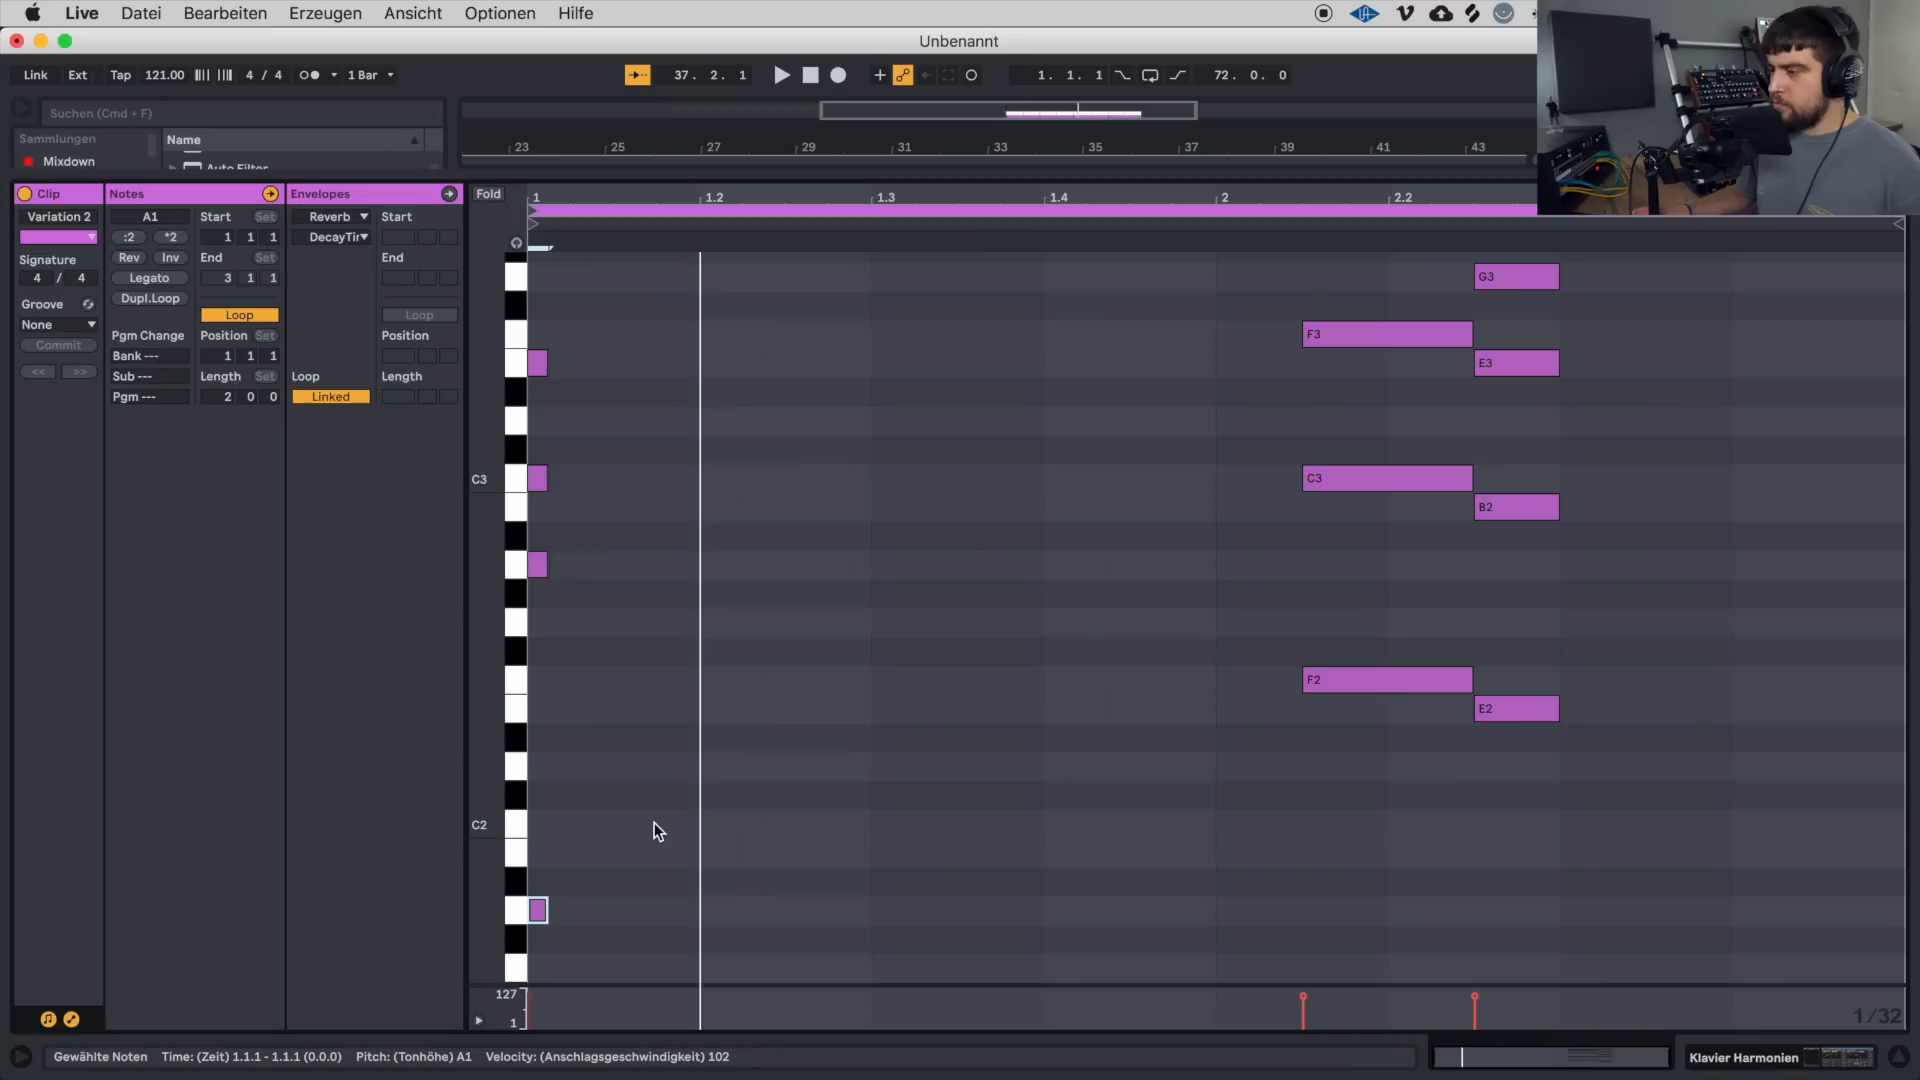 Live Datei Bearbeiten Erzeugen Ansicht Optionen Hilfe
Unbenannt
Link Ext Tap 121.00 4 / 4 1 Bar 37. 2. 1 1. 1. 1 72. 0. 0
Suchen (Cmd + F)
Sammlungen Name
Mixdown Auto Filter
23 25 27 29 31 33 35 37 39 41 43
Clip Notes Envelopes Fold 1 1.2 1.3 1.4 2 2.2
Variation 2 A1 Start Set Reverb Start
:2 *2 1 1 1 DecayTir
Signature Rev Inv End Set End
4 / 4 Legato 3 1 1
Groove Dupl.Loop
None Loop Loop
Commit Pgm Change Position Set Position
<< >> Bank --- 1 1 1
Sub --- Length Set Loop Length
Pgm --- 2 0 0 Linked
G3
F3
E3
C3 C3
B2
F2
E2
C2
127
1
1/32
Gewählte Noten Time: (Zeit) 1.1.1 - 1.1.1 (0.0.0) Pitch: (Tonhöhe) A1 Velocity: (Anschlagsgeschwindigkeit) 102 Klavier Harmonien